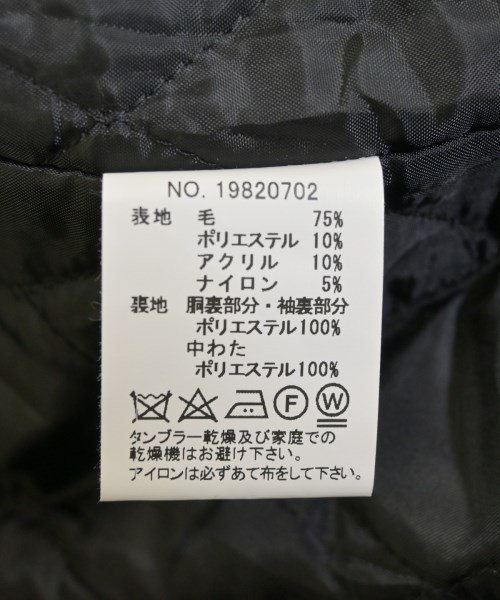 NO. 19820702
表地 毛 75%
ポリエステル 10%
アクリル 10%
ナイロン 5%
裏地 胴裏部分・袖裏部分
ポリエステル100%
中わた
ポリエステル100%
F W
タンブラー乾燥及び家庭での
乾燥機はお避け下さい。
アイロンは必ずあて布をして下さい。